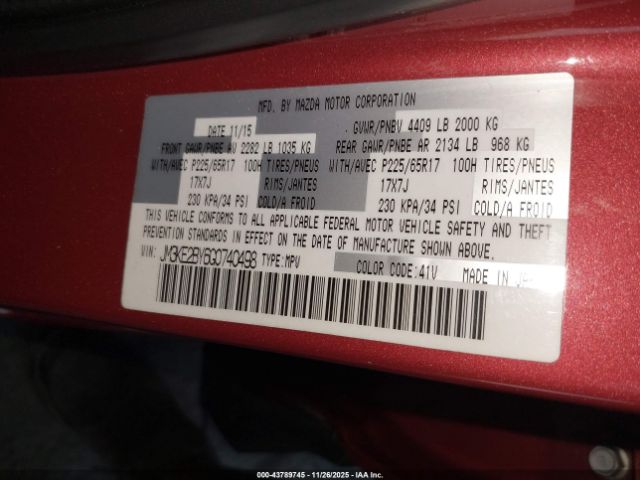 MFD. BY MAZDA MOTOR CORPORATION
DATE 11/15 GVWR/PNBV 4409 LB 2000 KG
FRONT GAWR/PNBE AV 2282 LB 1035 KG REAR GAWR/PNBE AR 2134 LB 968 KG
WITH/AVEC P225/65R17 100H TIRES/PNEUS WITH/AVEC P225/65R17 100H TIRES/PNEUS
17X7J RIMS/JANTES 17X7J RIMS/JANTES
230 KPA/34 PSI COLD/A FROID 230 KPA/34 PSI COLD/A FROID
THIS VEHICLE CONFORMS TO ALL APPLICABLE FEDERAL MOTOR VEHICLE SAFETY AND THEFT
PREVENTION STANDARDS IN EFFECT ON THE DATE OF MANUFACTURE SHOWN ABOVE.
VIN: JM3KE2BY6G0740498 TYPE: MPV COLOR CODE: 41V MADE IN
000-43789745 - 11/26/2025 - IAA Inc.